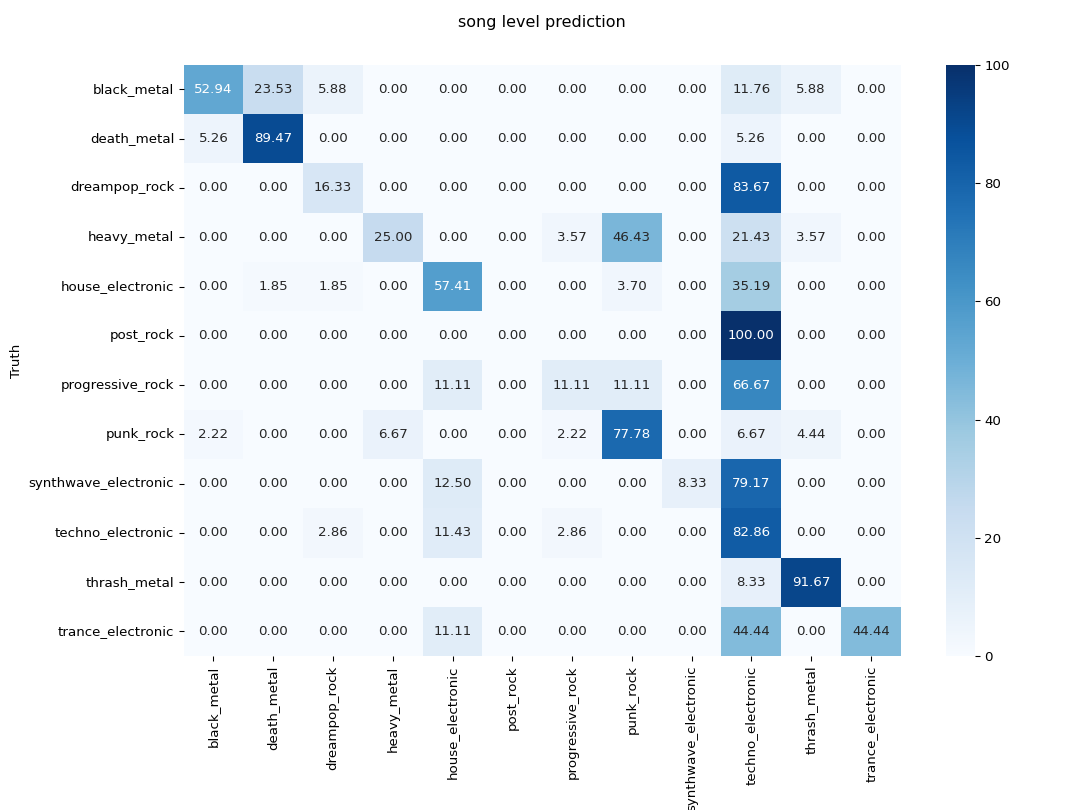 song level prediction
black_metal 52.94 23.53 5.88 0.00 0.00 0.00 0.00 0.00 0.00 11.76 5.88 0.00
death_metal 5.26 89.47 0.00 0.00 0.00 0.00 0.00 0.00 0.00 5.26 0.00 0.00
dreampop_rock 0.00 0.00 16.33 0.00 0.00 0.00 0.00 0.00 0.00 83.67 0.00 0.00
heavy_metal 0.00 0.00 0.00 25.00 0.00 0.00 3.57 46.43 0.00 21.43 3.57 0.00
house_electronic 0.00 1.85 1.85 0.00 57.41 0.00 0.00 3.70 0.00 35.19 0.00 0.00
post_rock 0.00 0.00 0.00 0.00 0.00 0.00 0.00 0.00 0.00 100.00 0.00 0.00
progressive_rock 0.00 0.00 0.00 0.00 11.11 0.00 11.11 11.11 0.00 66.67 0.00 0.00
punk_rock 2.22 0.00 0.00 6.67 0.00 0.00 2.22 77.78 0.00 6.67 4.44 0.00
synthwave_electronic 0.00 0.00 0.00 0.00 12.50 0.00 0.00 0.00 8.33 79.17 0.00 0.00
techno_electronic 0.00 0.00 2.86 0.00 11.43 0.00 2.86 0.00 0.00 82.86 0.00 0.00
thrash_metal 0.00 0.00 0.00 0.00 0.00 0.00 0.00 0.00 0.00 8.33 91.67 0.00
trance_electronic 0.00 0.00 0.00 0.00 11.11 0.00 0.00 0.00 0.00 44.44 0.00 44.44
Truth
black_metal
death_metal
dreampop_rock
heavy_metal
house_electronic
post_rock
progressive_rock
punk_rock
synthwave_electronic
techno_electronic
thrash_metal
trance_electronic
100
80
60
40
20
0